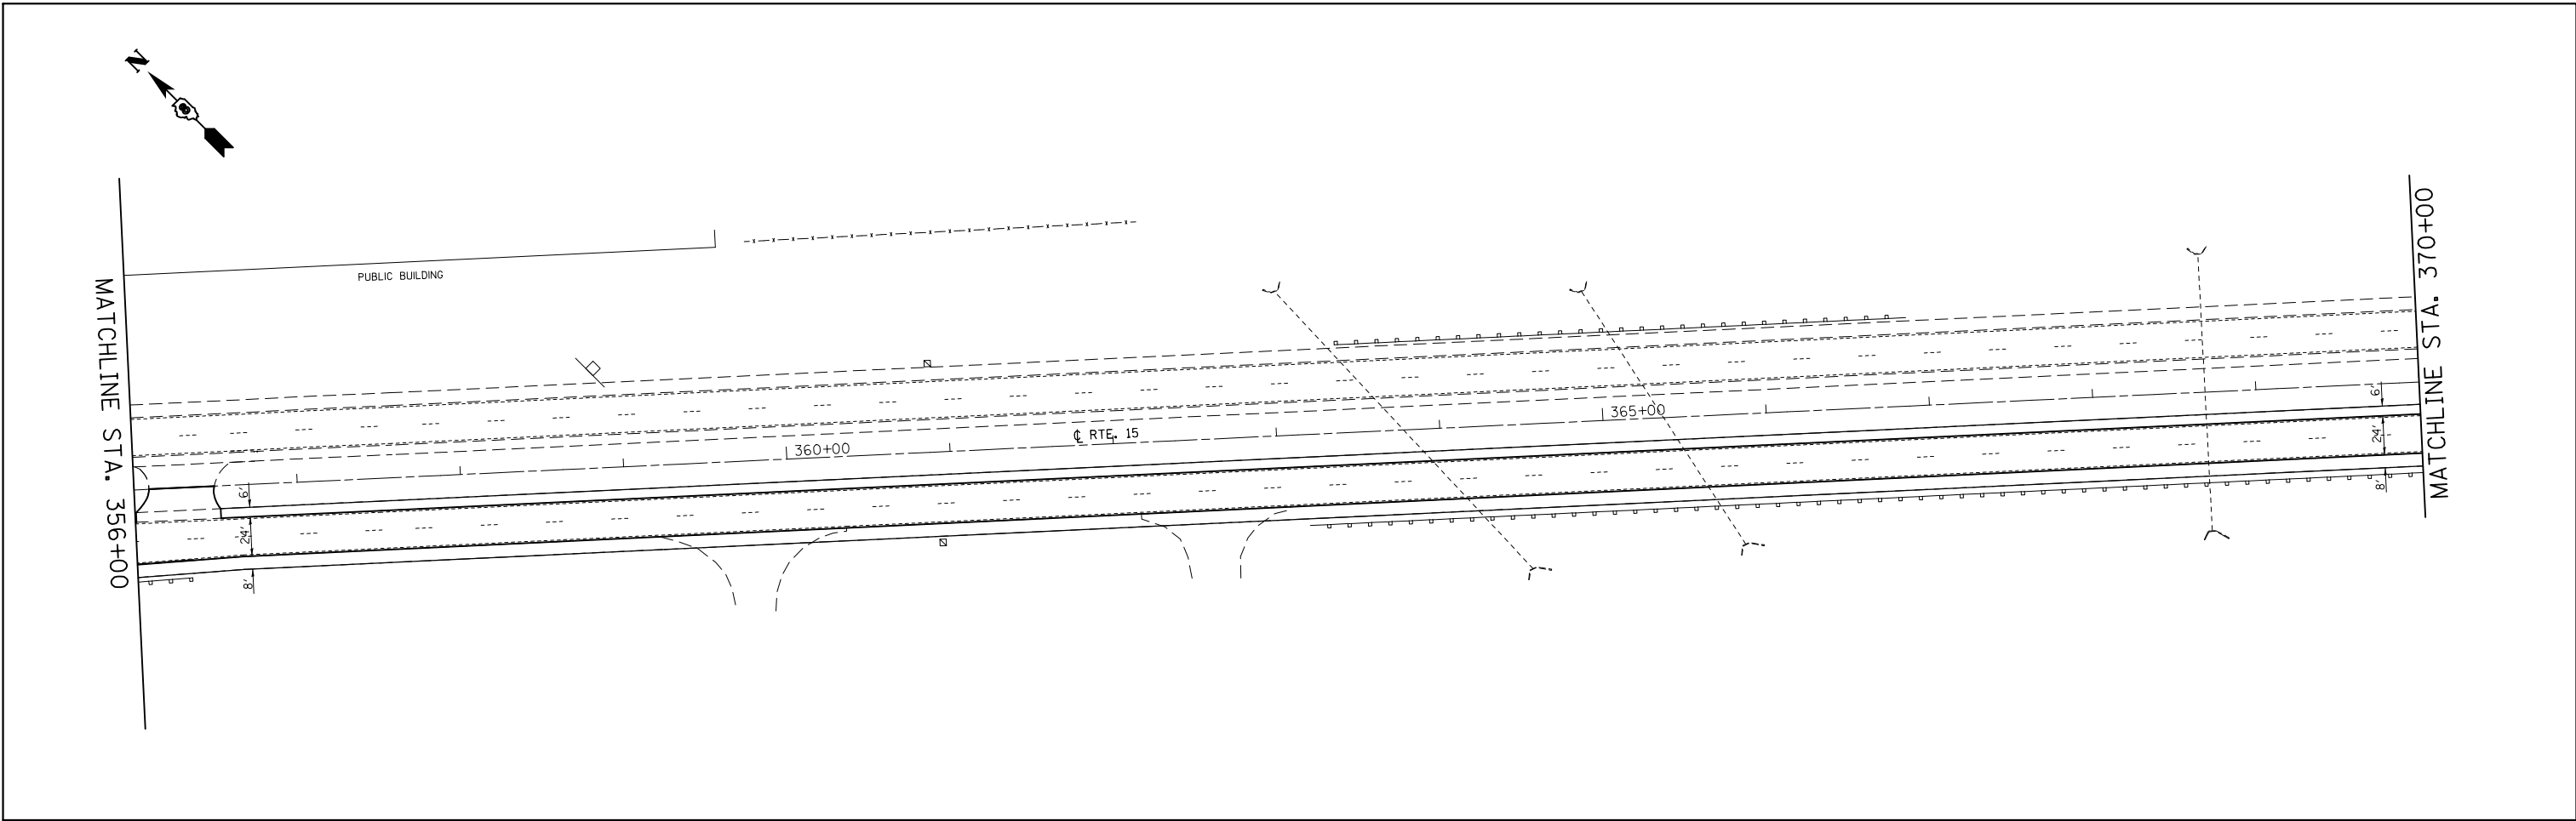 N
PUBLIC BUILDING
MATCHLINE STA. 356+00
MATCHLINE STA. 370+00
365+00
6'
℄ RTE. 15
360+00
24'
6'
8'
24'
8'